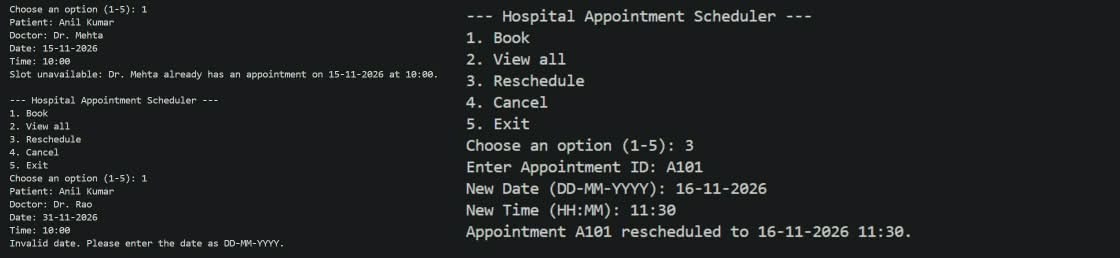 Choose an option (1-5): 1
Patient: Anil Kumar
Doctor: Dr. Mehta
Date: 15-11-2026
Time: 10:00
Slot unavailable: Dr. Mehta already has an appointment on 15-11-2026 at 10:00.
--- Hospital Appointment Scheduler ---
1. Book
2. View all
3. Reschedule
4. Cancel
5. Exit
Choose an option (1-5): 1
Patient: Anil Kumar
Doctor: Dr. Rao
Date: 31-11-2026
Time: 10:00
Invalid date. Please enter the date as DD-MM-YYYY.
--- Hospital Appointment Scheduler ---
1. Book
2. View all
3. Reschedule
4. Cancel
5. Exit
Choose an option (1-5): 3
Enter Appointment ID: A101
New Date (DD-MM-YYYY): 16-11-2026
New Time (HH:MM): 11:30
Appointment A101 rescheduled to 16-11-2026 11:30.